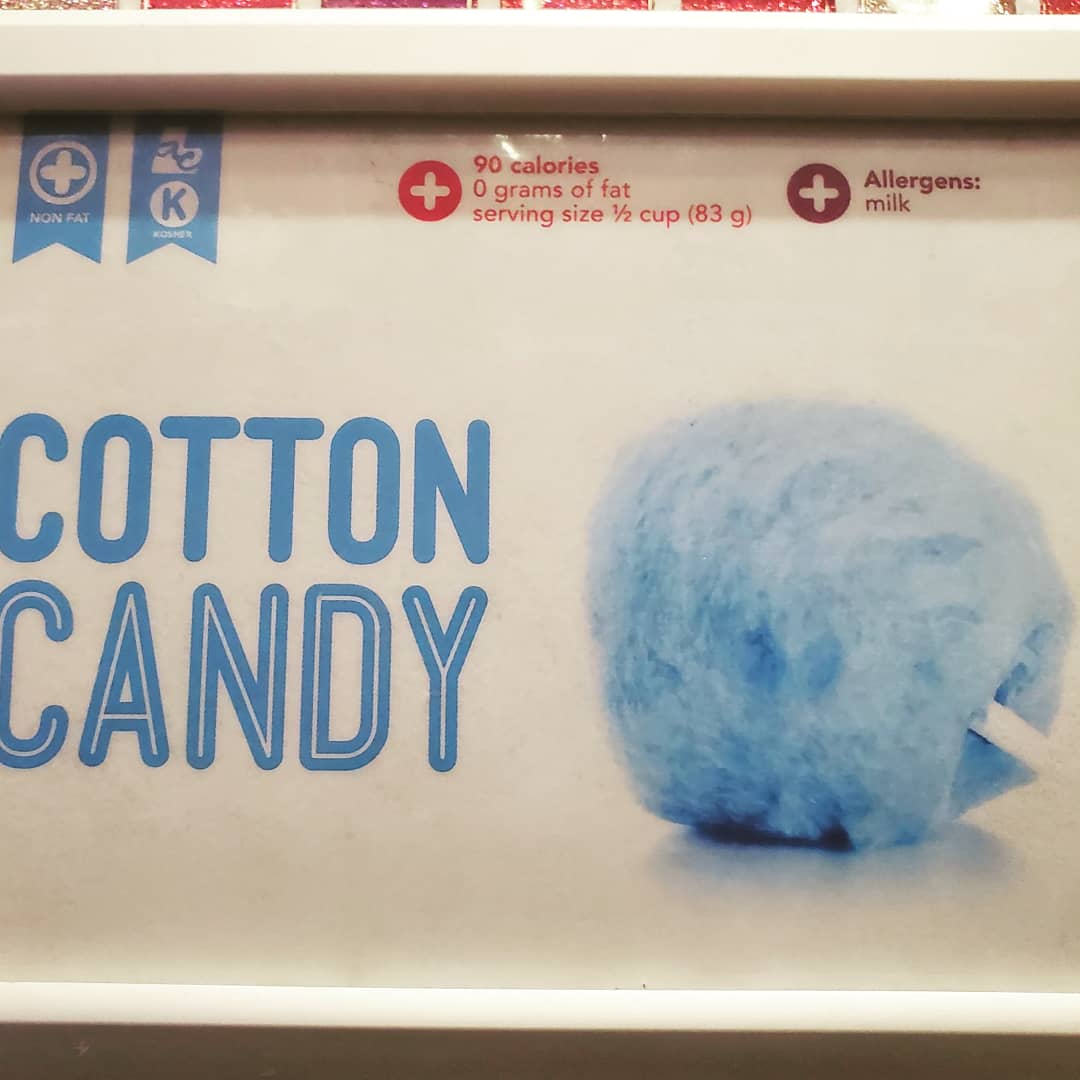 NON FAT
K
KOSHER
90 calories
0 grams of fat
serving size ½ cup (83 g)
Allergens:
milk
COTTON
CANDY